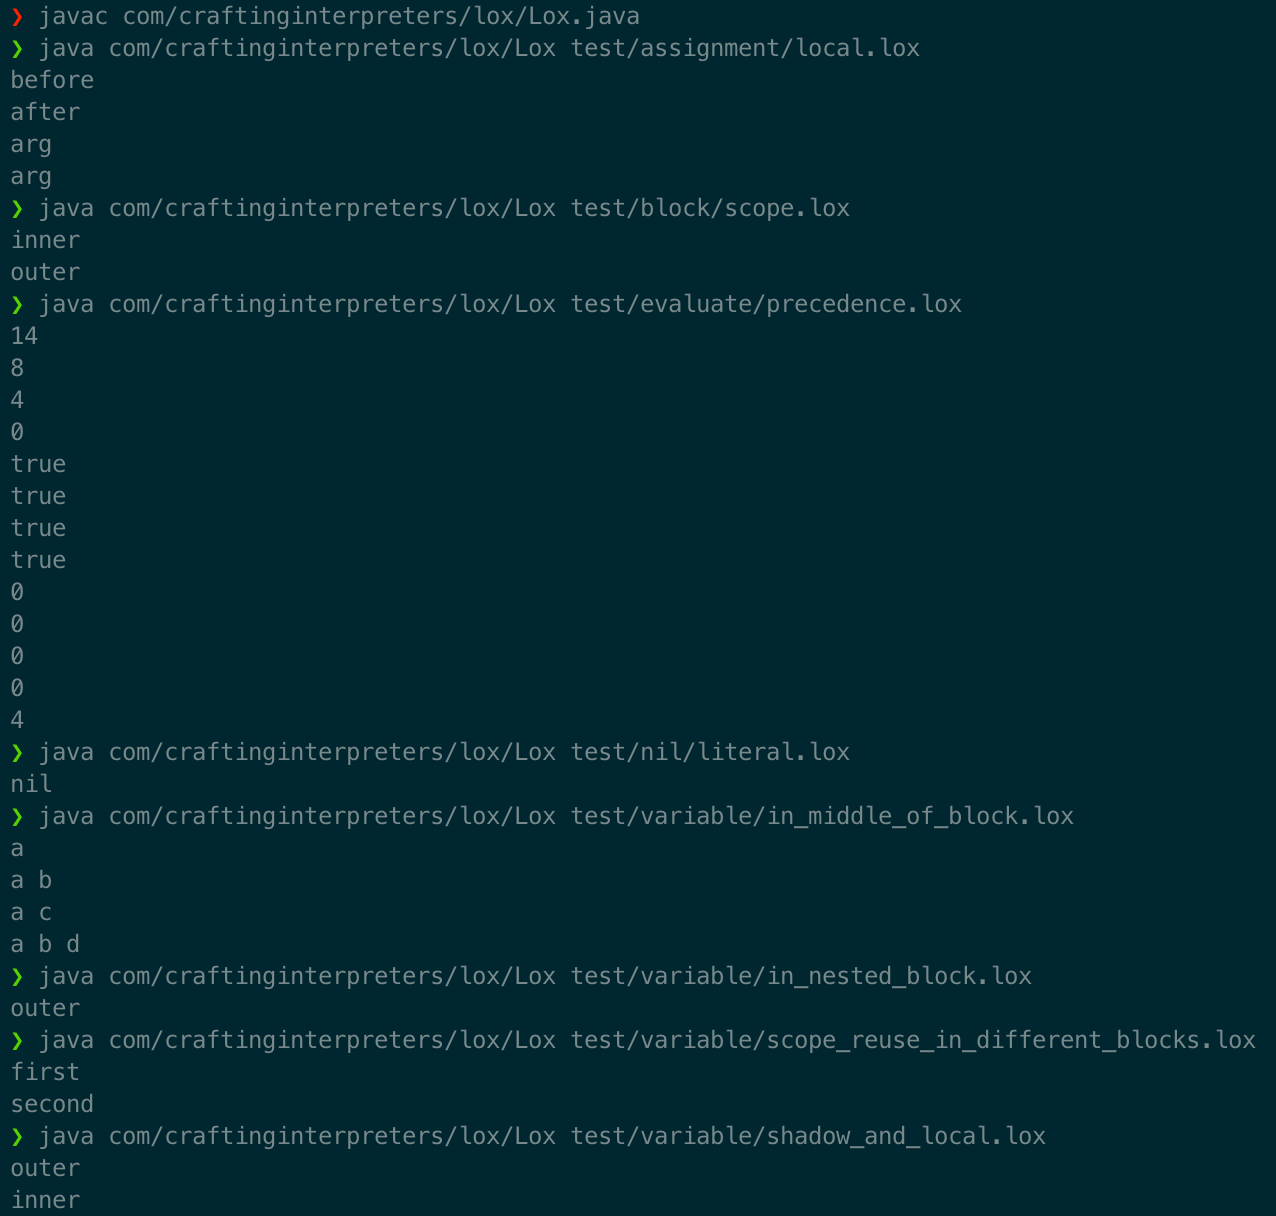 ❯ javac com/craftinginterpreters/lox/Lox.java
❯ java com/craftinginterpreters/lox/Lox test/assignment/local.lox
before
after
arg
arg
❯ java com/craftinginterpreters/lox/Lox test/block/scope.lox
inner
outer
❯ java com/craftinginterpreters/lox/Lox test/evaluate/precedence.lox
14
8
4
0
true
true
true
true
0
0
0
0
4
❯ java com/craftinginterpreters/lox/Lox test/nil/literal.lox
nil
❯ java com/craftinginterpreters/lox/Lox test/variable/in_middle_of_block.lox
a
a b
a c
a b d
❯ java com/craftinginterpreters/lox/Lox test/variable/in_nested_block.lox
outer
❯ java com/craftinginterpreters/lox/Lox test/variable/scope_reuse_in_different_blocks.lox
first
second
❯ java com/craftinginterpreters/lox/Lox test/variable/shadow_and_local.lox
outer
inner